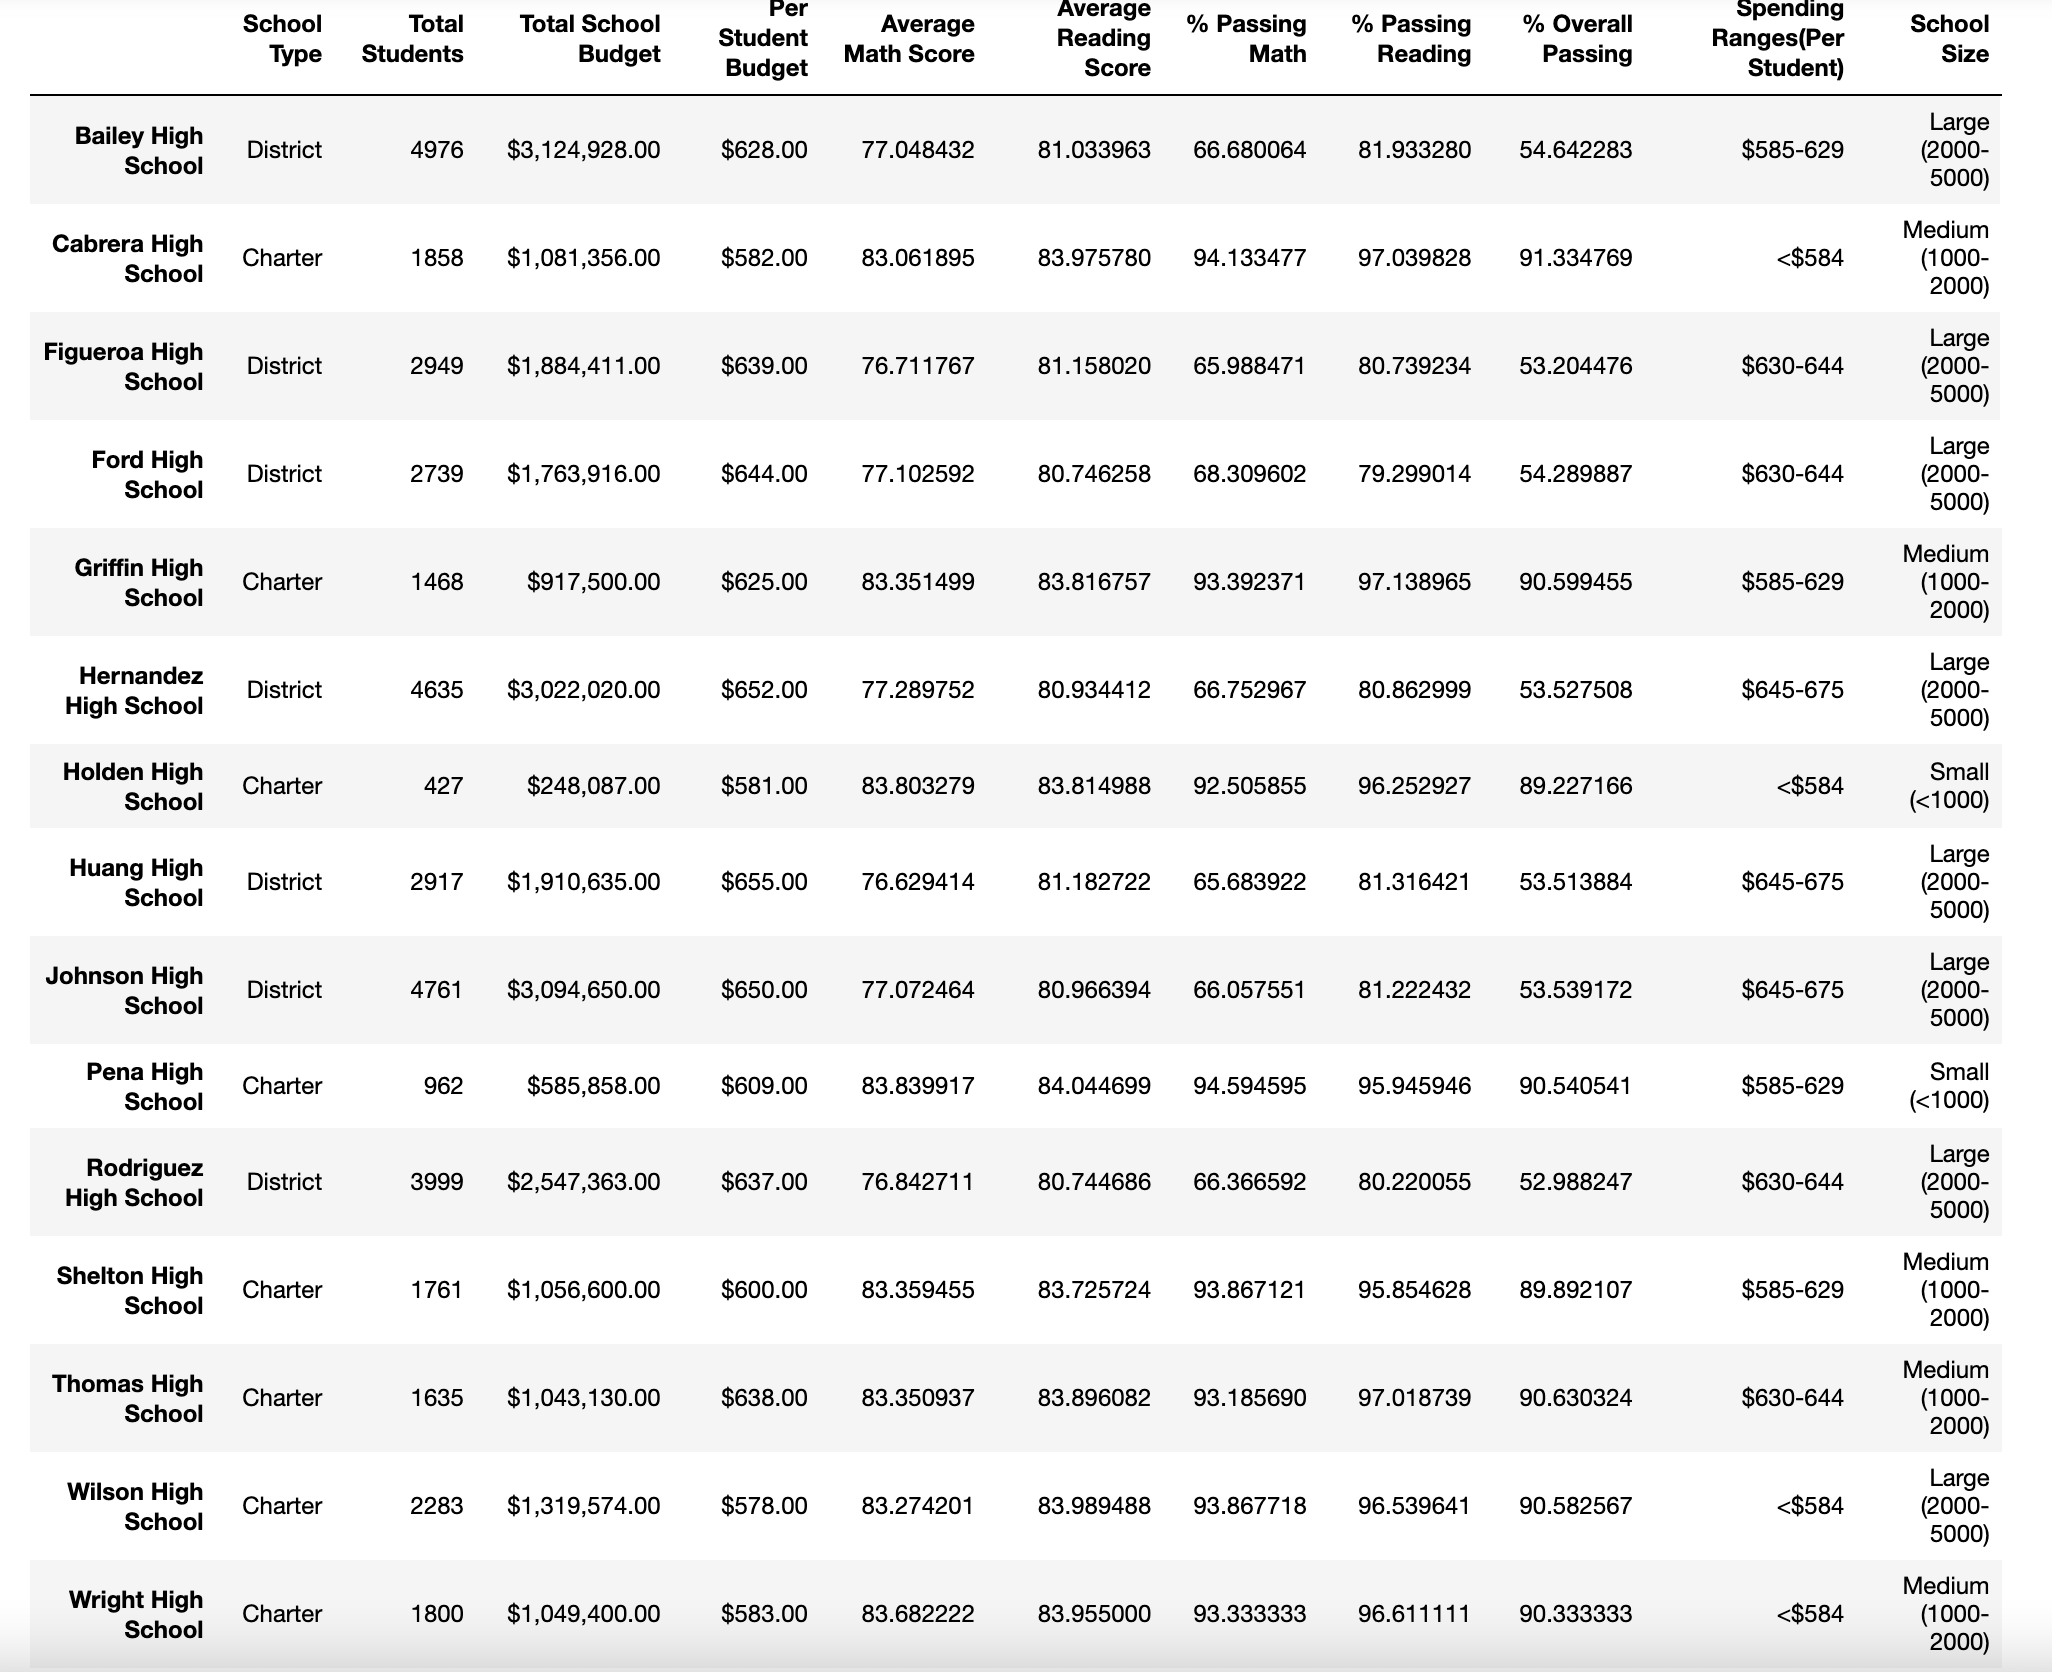 School Type Total Students Total School Budget Per Student Budget Average Math Score Average Reading Score % Passing Math % Passing Reading % Overall Passing Spending Ranges(Per Student) School Size
Bailey High School District 4976 $3,124,928.00 $628.00 77.048432 81.033963 66.680064 81.933280 54.642283 $585-629 Large (2000-5000)
Cabrera High School Charter 1858 $1,081,356.00 $582.00 83.061895 83.975780 94.133477 97.039828 91.334769 <$584 Medium (1000-2000)
Figueroa High School District 2949 $1,884,411.00 $639.00 76.711767 81.158020 65.988471 80.739234 53.204476 $630-644 Large (2000-5000)
Ford High School District 2739 $1,763,916.00 $644.00 77.102592 80.746258 68.309602 79.299014 54.289887 $630-644 Large (2000-5000)
Griffin High School Charter 1468 $917,500.00 $625.00 83.351499 83.816757 93.392371 97.138965 90.599455 $585-629 Medium (1000-2000)
Hernandez High School District 4635 $3,022,020.00 $652.00 77.289752 80.934412 66.752967 80.862999 53.527508 $645-675 Large (2000-5000)
Holden High School Charter 427 $248,087.00 $581.00 83.803279 83.814988 92.505855 96.252927 89.227166 <$584 Small (<1000)
Huang High School District 2917 $1,910,635.00 $655.00 76.629414 81.182722 65.683922 81.316421 53.513884 $645-675 Large (2000-5000)
Johnson High School District 4761 $3,094,650.00 $650.00 77.072464 80.966394 66.057551 81.222432 53.539172 $645-675 Large (2000-5000)
Pena High School Charter 962 $585,858.00 $609.00 83.839917 84.044699 94.594595 95.945946 90.540541 $585-629 Small (<1000)
Rodriguez High School District 3999 $2,547,363.00 $637.00 76.842711 80.744686 66.366592 80.220055 52.988247 $630-644 Large (2000-5000)
Shelton High School Charter 1761 $1,056,600.00 $600.00 83.359455 83.725724 93.867121 95.854628 89.892107 $585-629 Medium (1000-2000)
Thomas High School Charter 1635 $1,043,130.00 $638.00 83.350937 83.896082 93.185690 97.018739 90.630324 $630-644 Medium (1000-2000)
Wilson High School Charter 2283 $1,319,574.00 $578.00 83.274201 83.989488 93.867718 96.539641 90.582567 <$584 Large (2000-5000)
Wright High School Charter 1800 $1,049,400.00 $583.00 83.682222 83.955000 93.333333 96.611111 90.333333 <$584 Medium (1000-2000)